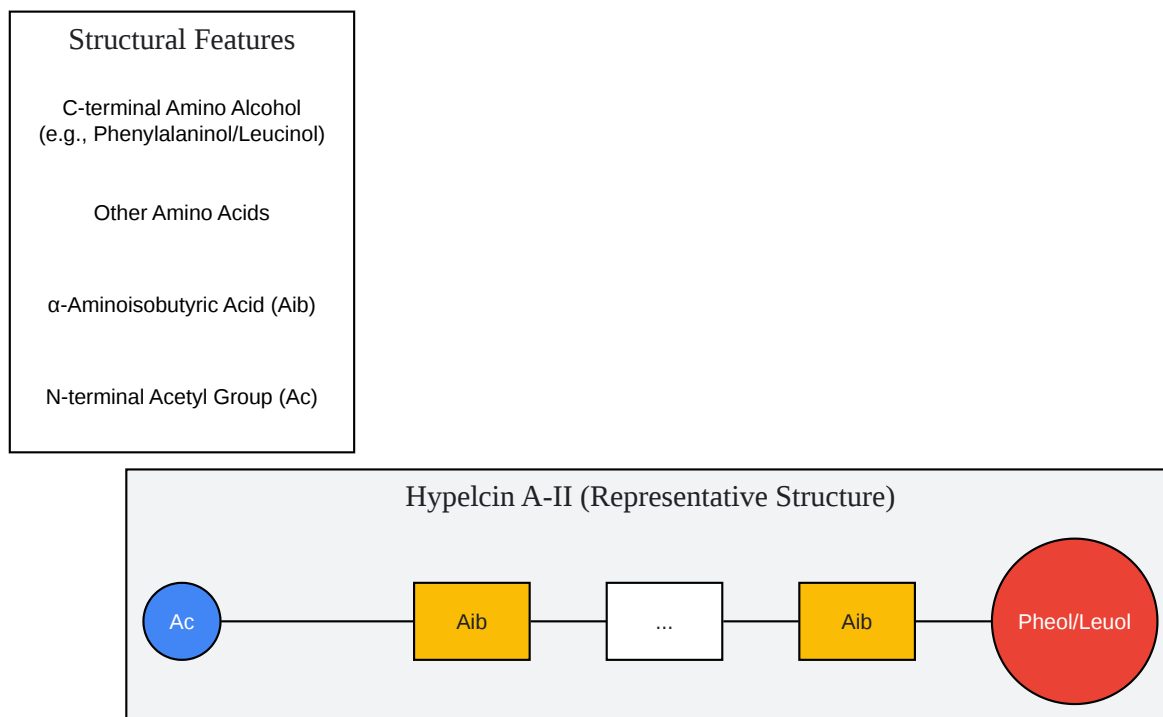 Structural Features
C-terminal Amino Alcohol
(e.g., Phenylalaninol/Leucinol)
Other Amino Acids
α-Aminoisobutyric Acid (Aib)
N-terminal Acetyl Group (Ac)
Hypelcin A-II (Representative Structure)
Ac
Aib
...
Aib
Pheol/Leuol